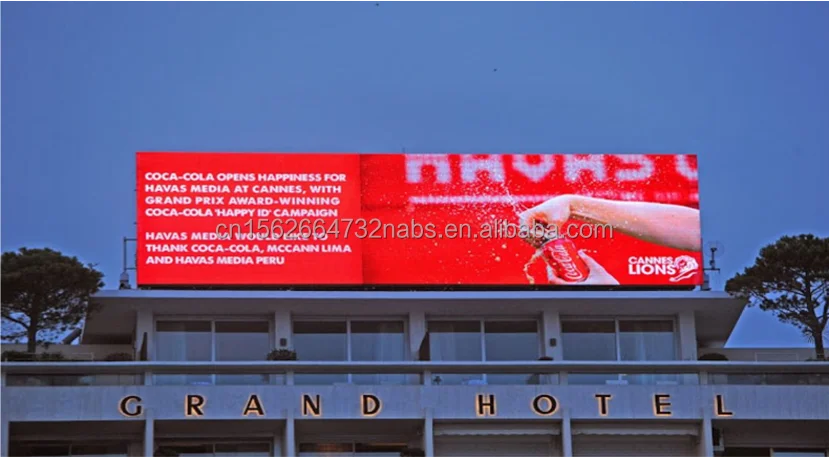 HAVAS
COCA-COLA OPENS HAPPINESS FOR
HAVAS MEDIA AT CANNES, WITH
GRAND PRIX AWARD-WINNING
COCA-COLA 'HAPPY ID' CAMPAIGN
HAVAS MEDIA WOULD LIKE TO
THANK COCA-COLA, MCCANN LIMA
AND HAVAS MEDIA PERU
cn1562664732nabs.en.alibaba.com
Coca-Cola
CANNES
LIONS
GRAND HOTEL